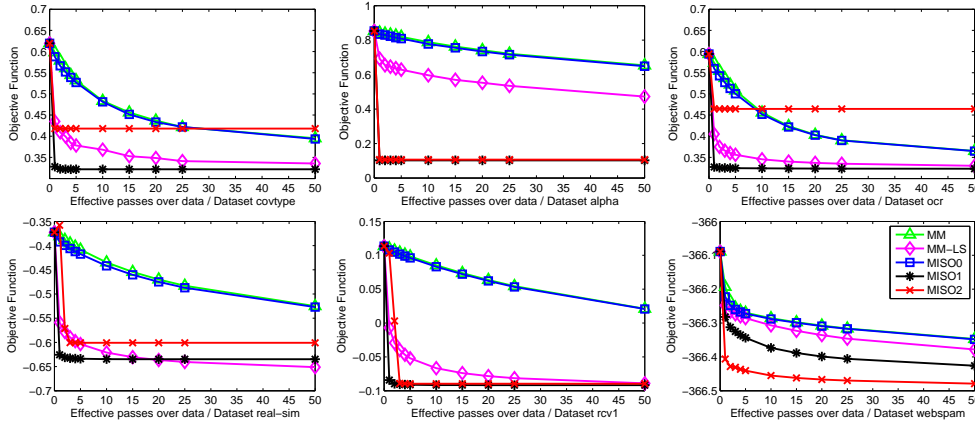 0.7
0.65
0.6
0.55
0.5
0.45
0.4
0.35
Objective Function
0 5 10 15 20 25 30 35 40 45 50
Effective passes over data / Dataset covtype
1
0.8
0.6
0.4
0.2
0
Objective Function
0 5 10 15 20 25 30 35 40 45 50
Effective passes over data / Dataset alpha
0.7
0.65
0.6
0.55
0.5
0.45
0.4
0.35
Objective Function
0 5 10 15 20 25 30 35 40 45 50
Effective passes over data / Dataset ocr
−0.35
−0.4
−0.45
−0.5
−0.55
−0.6
−0.65
−0.7
Objective Function
0 5 10 15 20 25 30 35 40 45 50
Effective passes over data / Dataset real−sim
0.15
0.1
0.05
0
−0.05
−0.1
Objective Function
0 5 10 15 20 25 30 35 40 45 50
Effective passes over data / Dataset rcv1
−366
−366.1
−366.2
−366.3
−366.4
−366.5
Objective Function
MM
MM−LS
MISO0
MISO1
MISO2
0 5 10 15 20 25 30 35 40 45 50
Effective passes over data / Dataset webspam